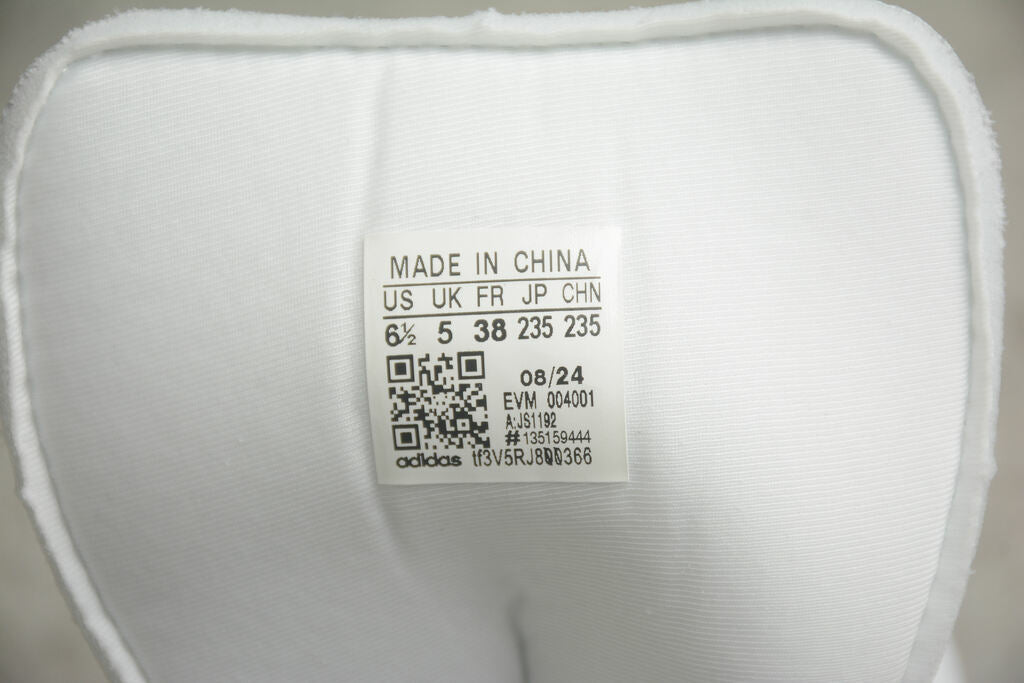 MADE IN CHINA
US UK FR JP CHN
6½ 5 38 235 235
08/24
EVM 004001
A:JS1192
#135159444
adidas